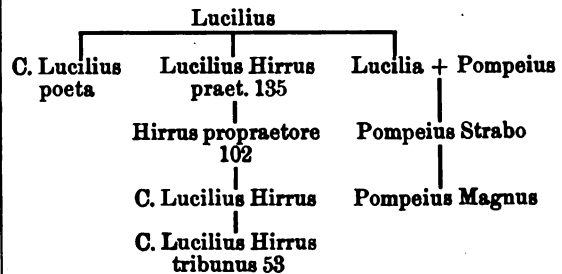 Lucilius
C. Lucilius Lucilius Hirrus Lucilia + Pompeius
poeta praet. 135
Hirrus propraetore Pompeius Strabo
102
C. Lucilius Hirrus Pompeius Magnus
C. Lucilius Hirrus
tribunus 53